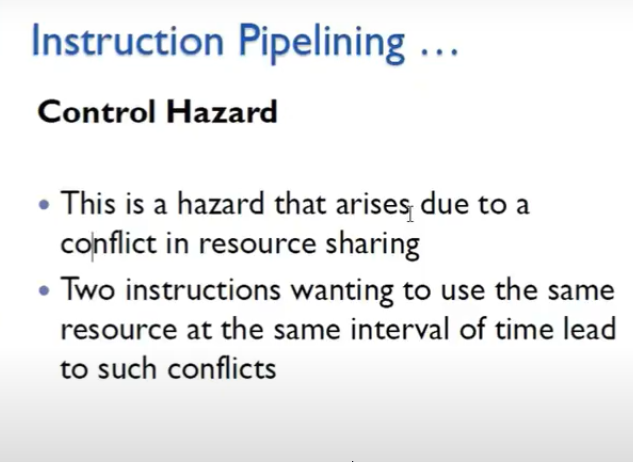 Instruction Pipelining ...
Control Hazard
• This is a hazard that arises due to a
conflict in resource sharing
• Two instructions wanting to use the same
resource at the same interval of time lead
to such conflicts